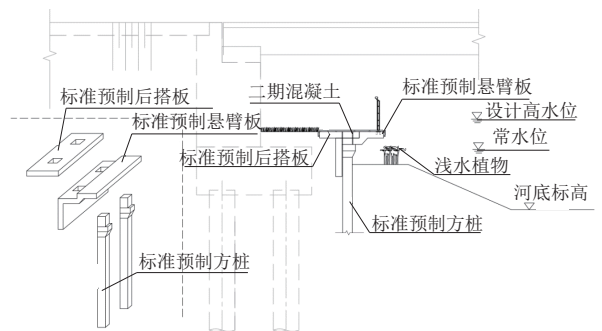 二期混凝土
标准预制悬臂板
标准预制后搭板
设计高水位
标准预制悬臂板
常水位
标准预制后搭板
浅水植物
河底标高
标准预制方桩
标准预制方桩